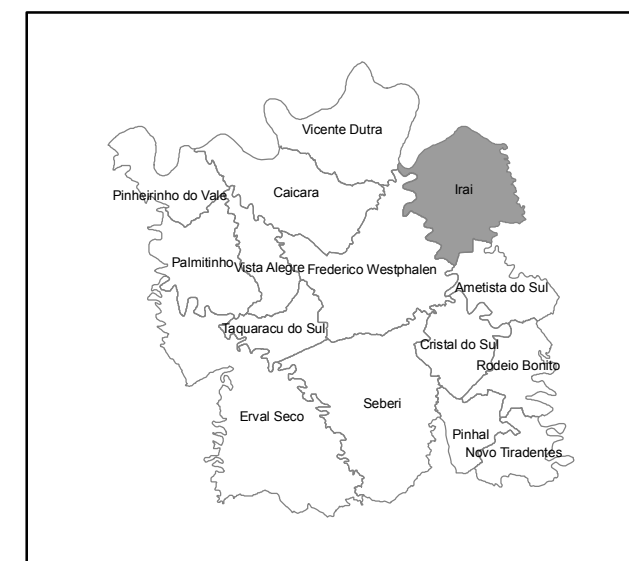 Vicente Dutra
Irai
Caicara
Pinheirinho do Vale
Palmitinho
Vista Alegre
Frederico Westphalen
Ametista do Sul
Taquaracu do Sul
Cristal do Sul
Rodeio Bonito
Seberi
Erval Seco
Pinhal
Novo Tiradentes